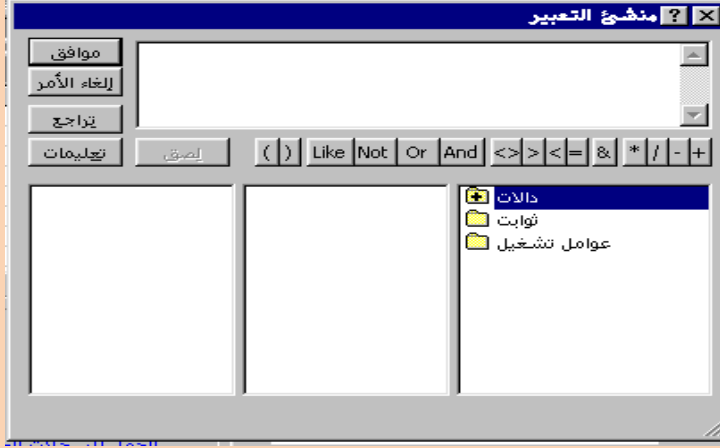 منشئ التعبير
موافق
إلغاء الأمر
تراجع
+ - / * & = < > <> And Or Not Like ( ) لصق تعليمات
دالات
ثوابت
عوامل تشغيل